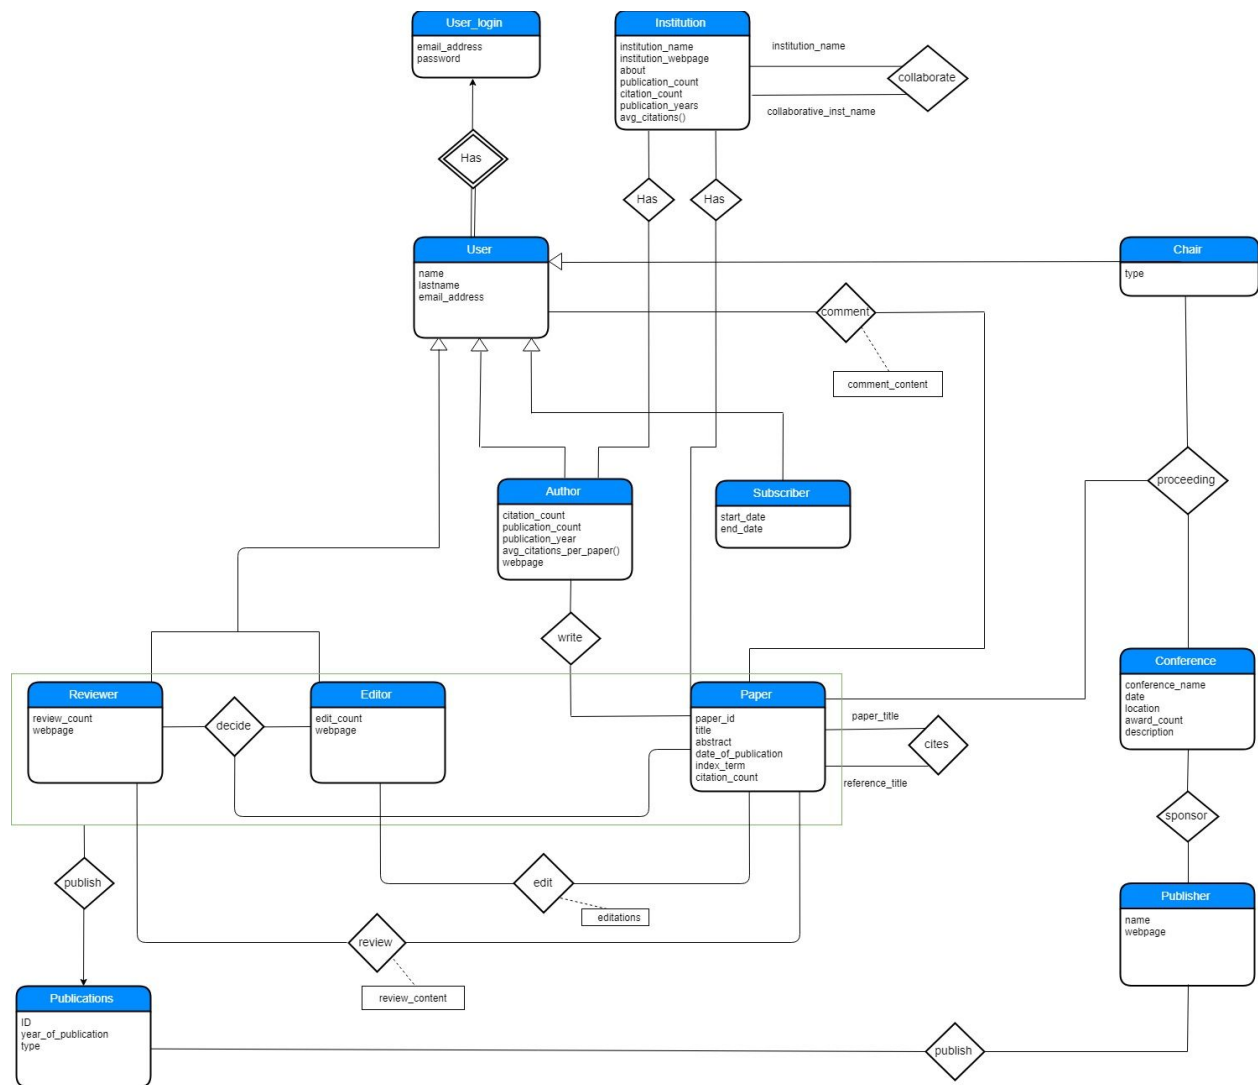 User_login
email_address
password
Institution
institution_name
institution_webpage
about
publication_count
citation_count
publication_years
avg_citations()
institution_name
collaborate
collaborative_inst_name
Has
Has
Has
User
name
lastname
email_address
Chair
type
comment
comment_content
Author
citation_count
publication_count
publication_year
avg_citations_per_paper()
webpage
Subscriber
start_date
end_date
proceeding
write
Reviewer
review_count
webpage
decide
Editor
edit_count
webpage
Paper
paper_id
title
abstract
date_of_publication
index_term
citation_count
paper_title
cites
reference_title
Conference
conference_name
date
location
award_count
description
sponsor
publish
edit
editations
review
review_content
Publisher
name
webpage
Publications
ID
year_of_publication
type
publish